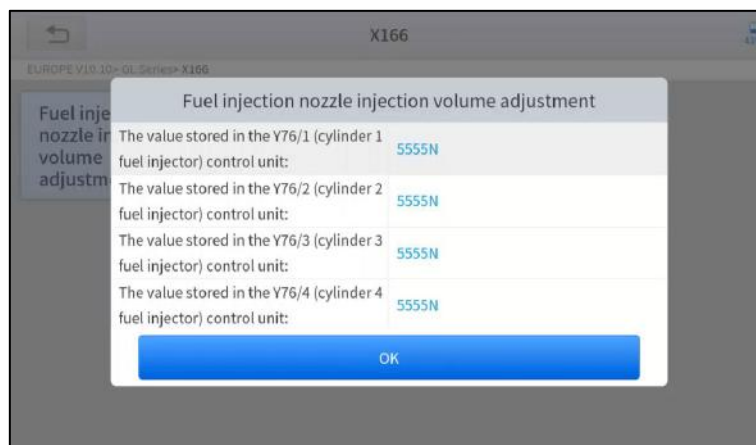 X166
EUROPE V10.10> GL Series> X166
Fuel inje
nozzle in
volume
adjustm
Fuel injection nozzle injection volume adjustment
The value stored in the Y76/1 (cylinder 1
fuel injector) control unit:
5555N
The value stored in the Y76/2 (cylinder 2
fuel injector) control unit:
5555N
The value stored in the Y76/3 (cylinder 3
fuel injector) control unit:
5555N
The value stored in the Y76/4 (cylinder 4
fuel injector) control unit:
5555N
OK